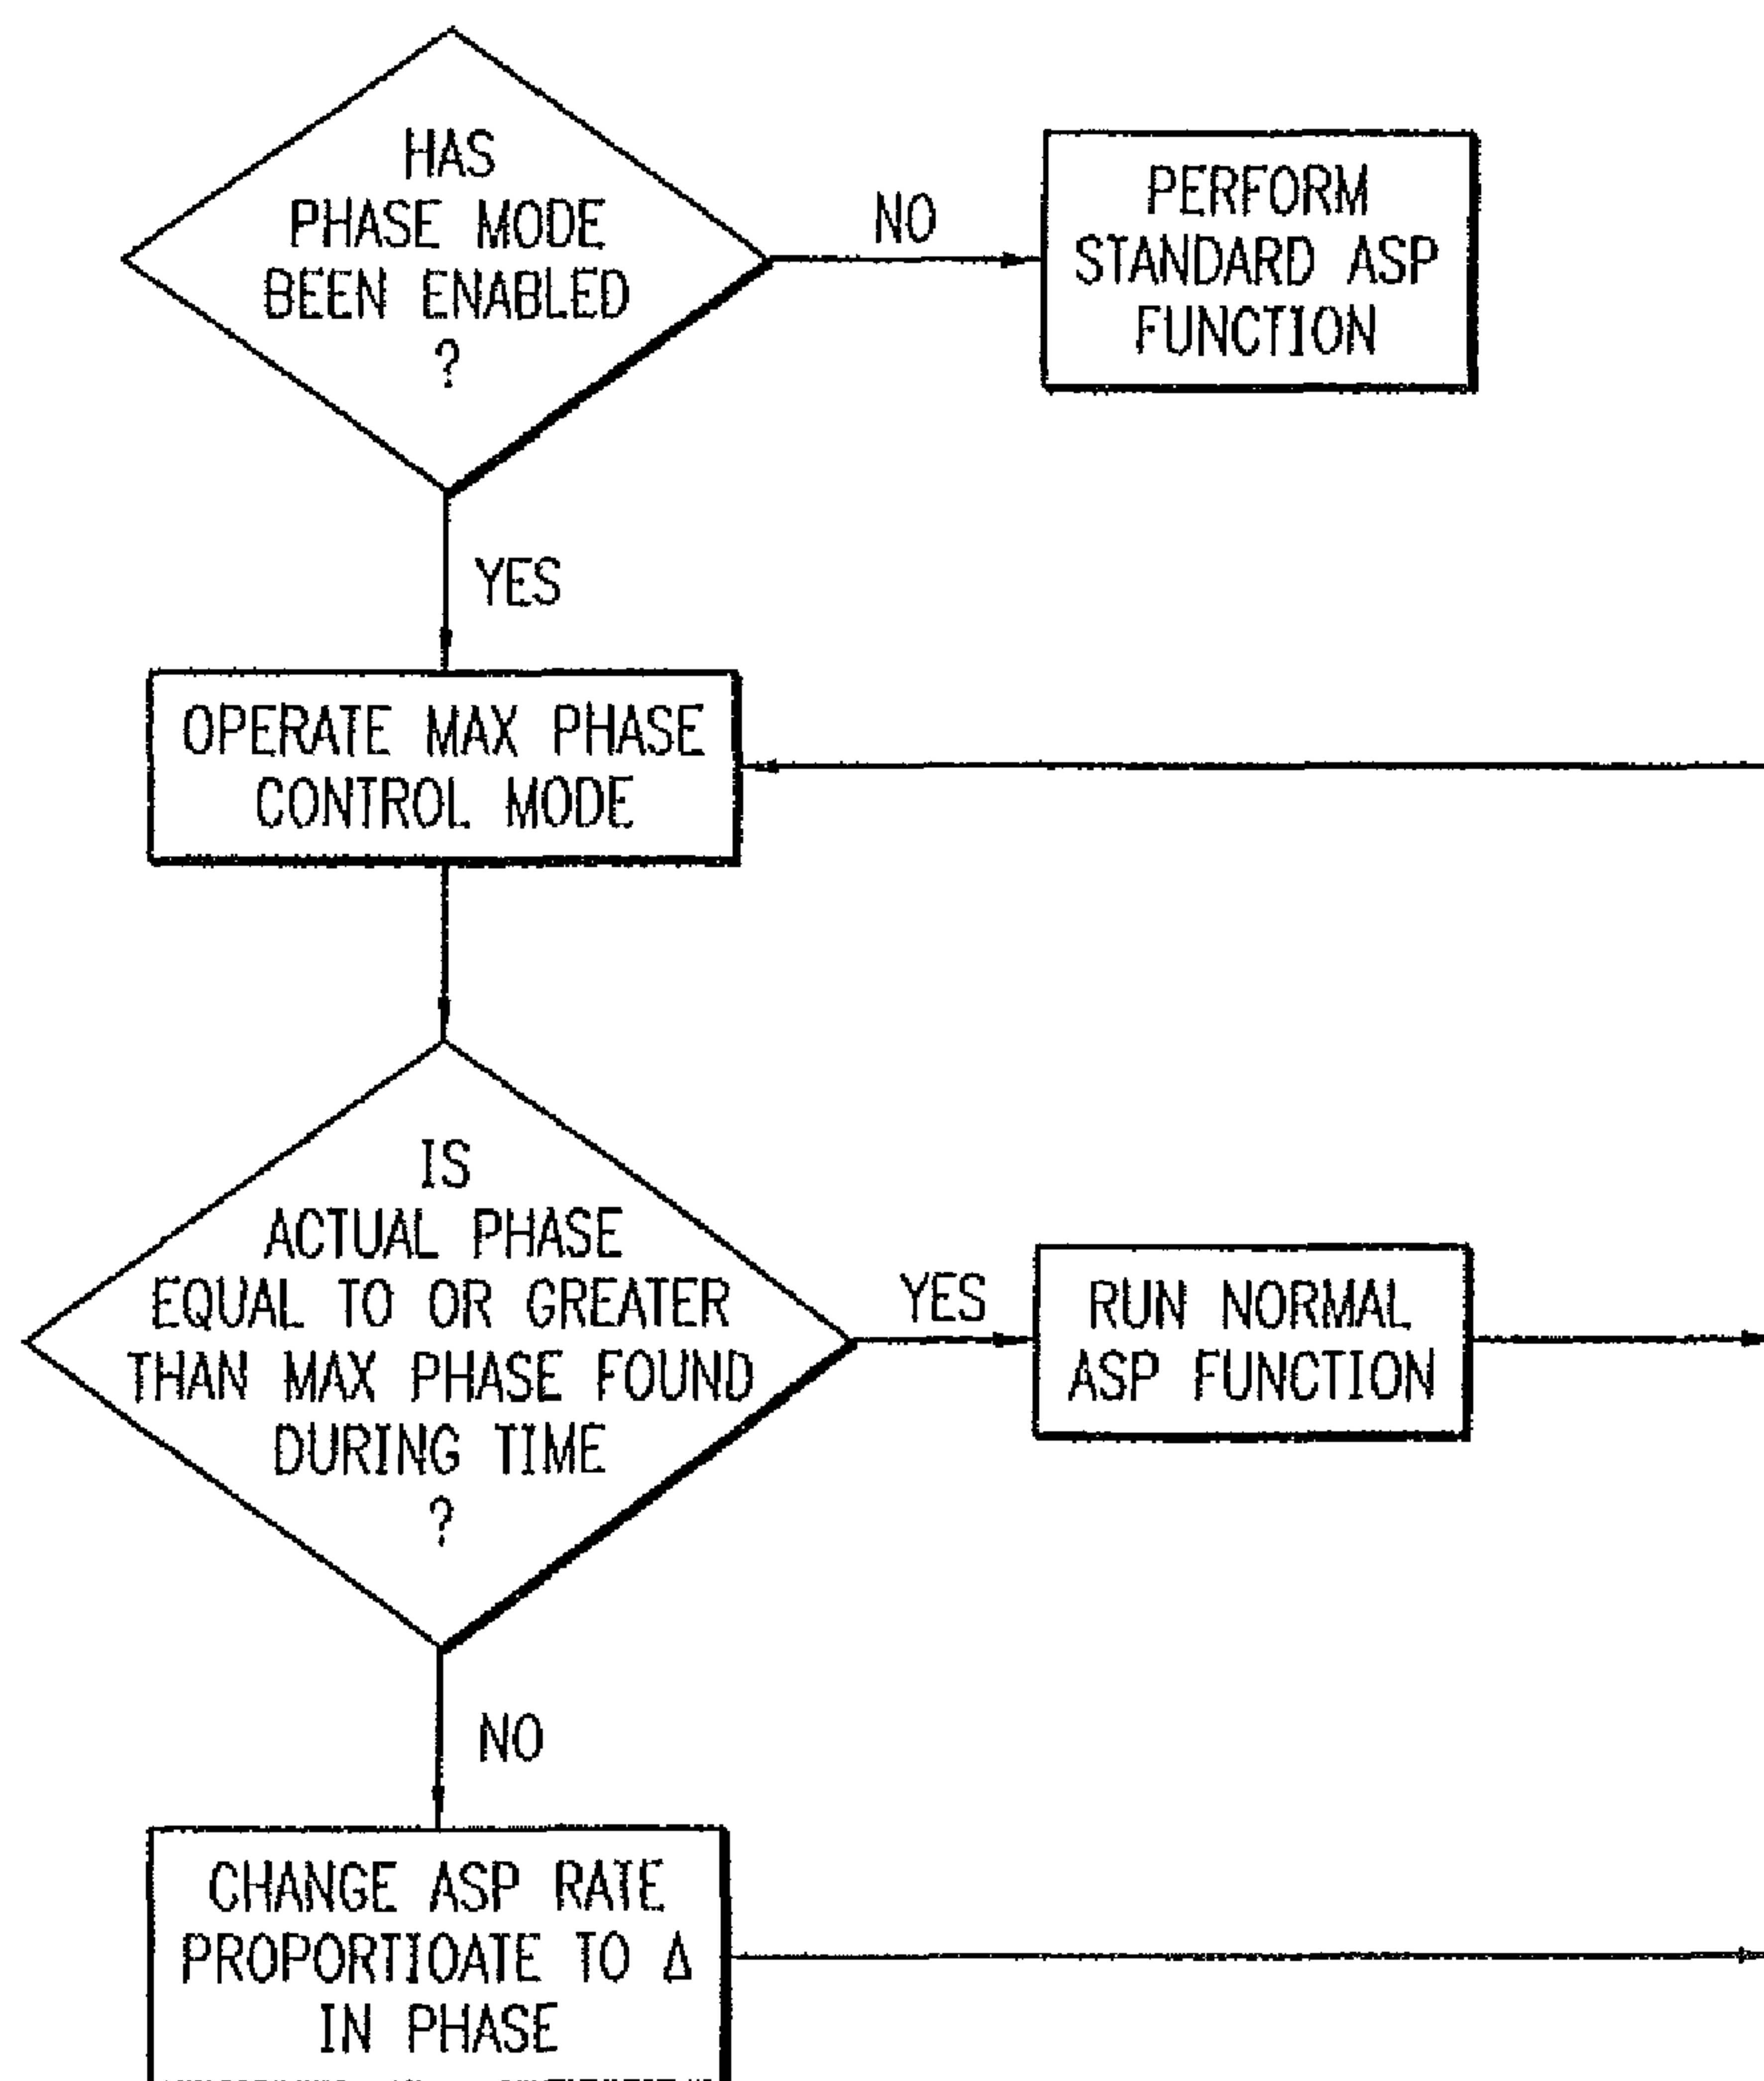 HAS
PHASE MODE
BEEN ENABLED
?
NO
PERFORM
STANDARD ASP
FUNCTION
YES
OPERATE MAX PHASE
CONTROL MODE
IS
ACTUAL PHASE
EQUAL TO OR GREATER
THAN MAX PHASE FOUND
DURING TIME
?
YES
RUN NORMAL
ASP FUNCTION
NO
CHANGE ASP RATE
PROPORTIOATE TO Δ
IN PHASE